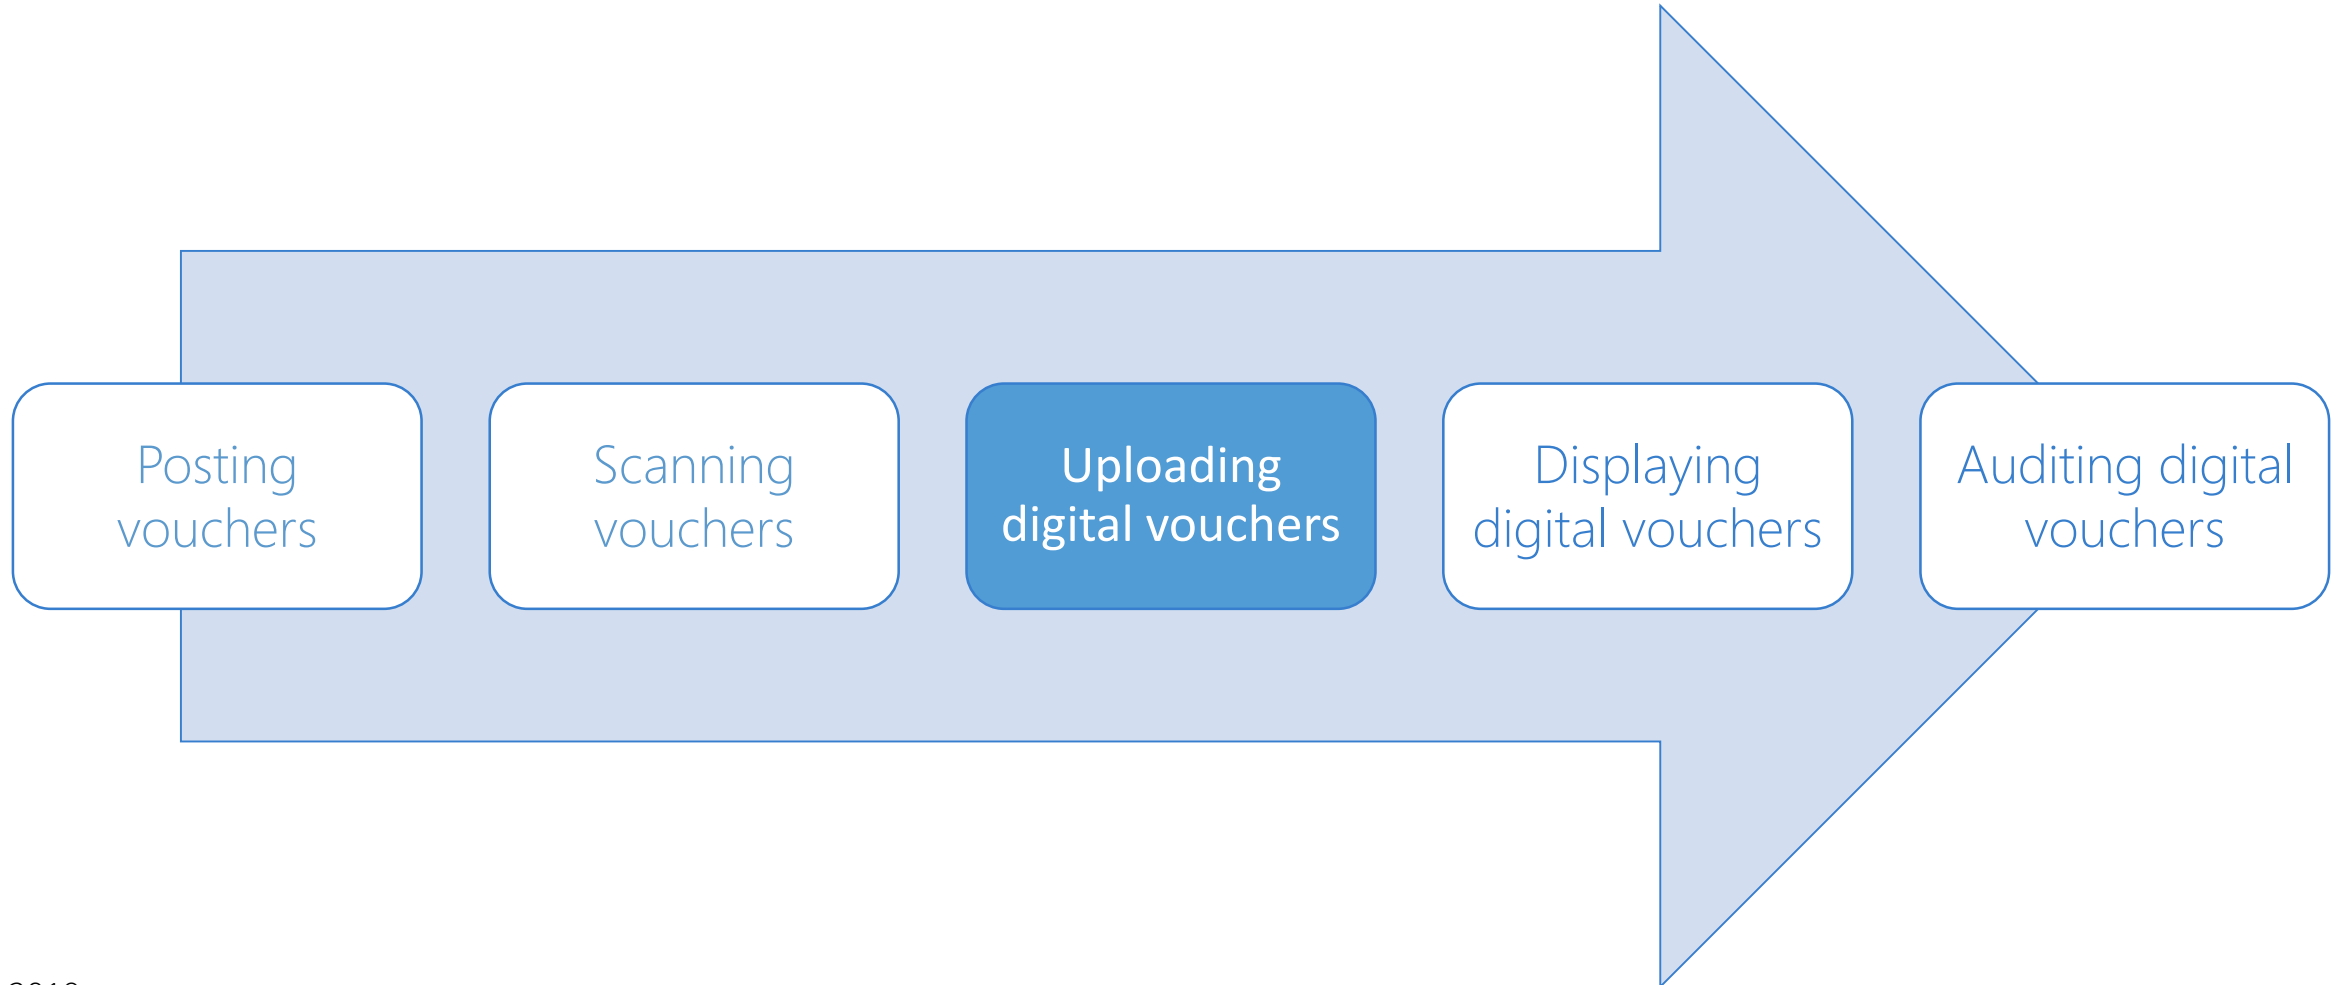 Posting
vouchers
Scanning
vouchers
Uploading
digital vouchers
Displaying
digital vouchers
Auditing digital
vouchers